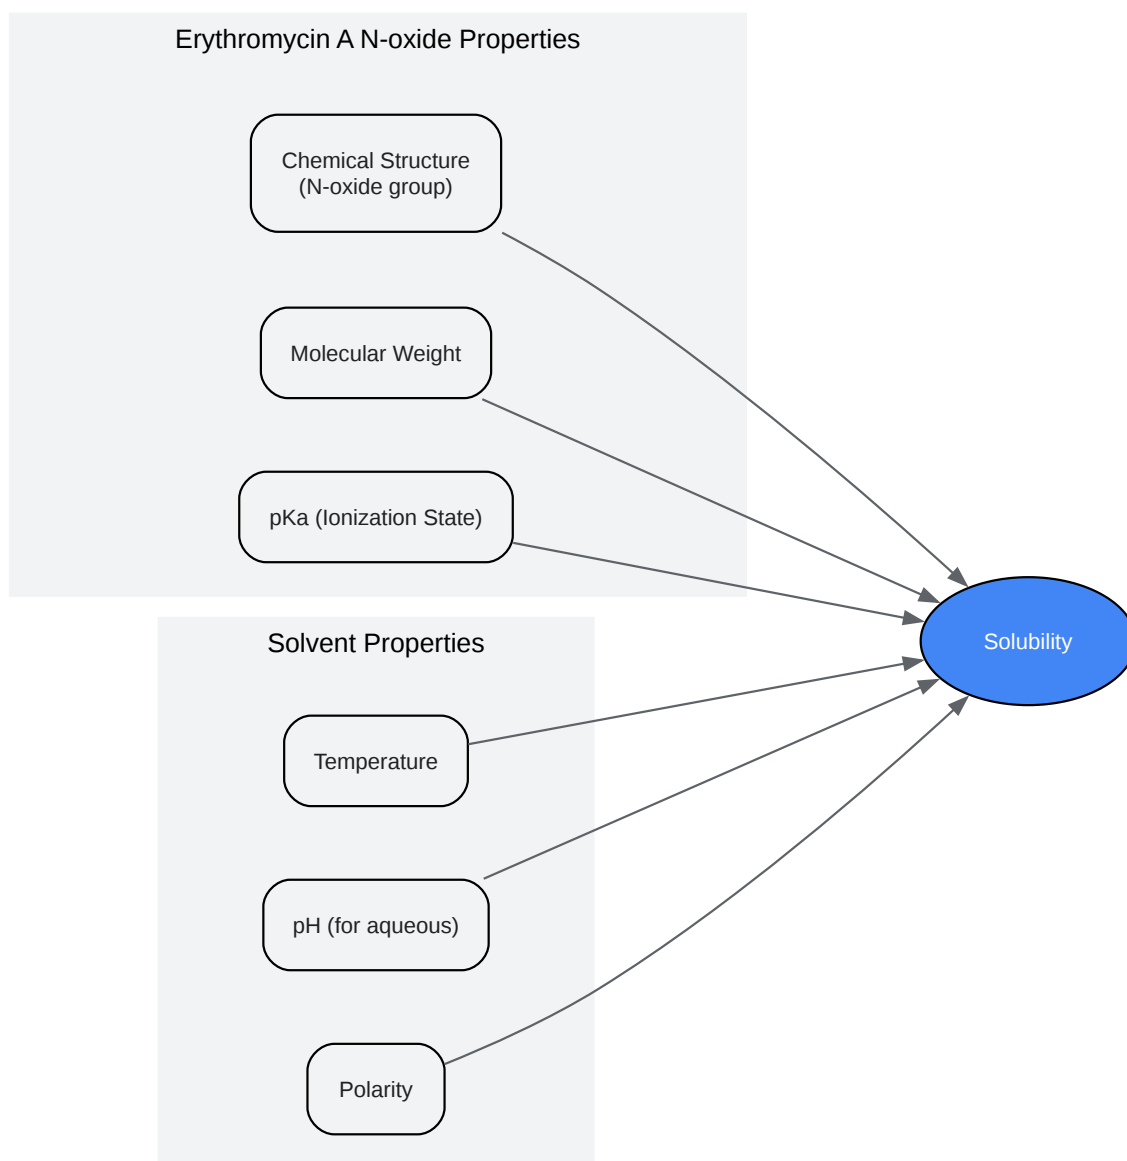 Erythromycin A N-oxide Properties
Chemical Structure
(N-oxide group)
Molecular Weight
pKa (Ionization State)
Solubility
Solvent Properties
Temperature
pH (for aqueous)
Polarity